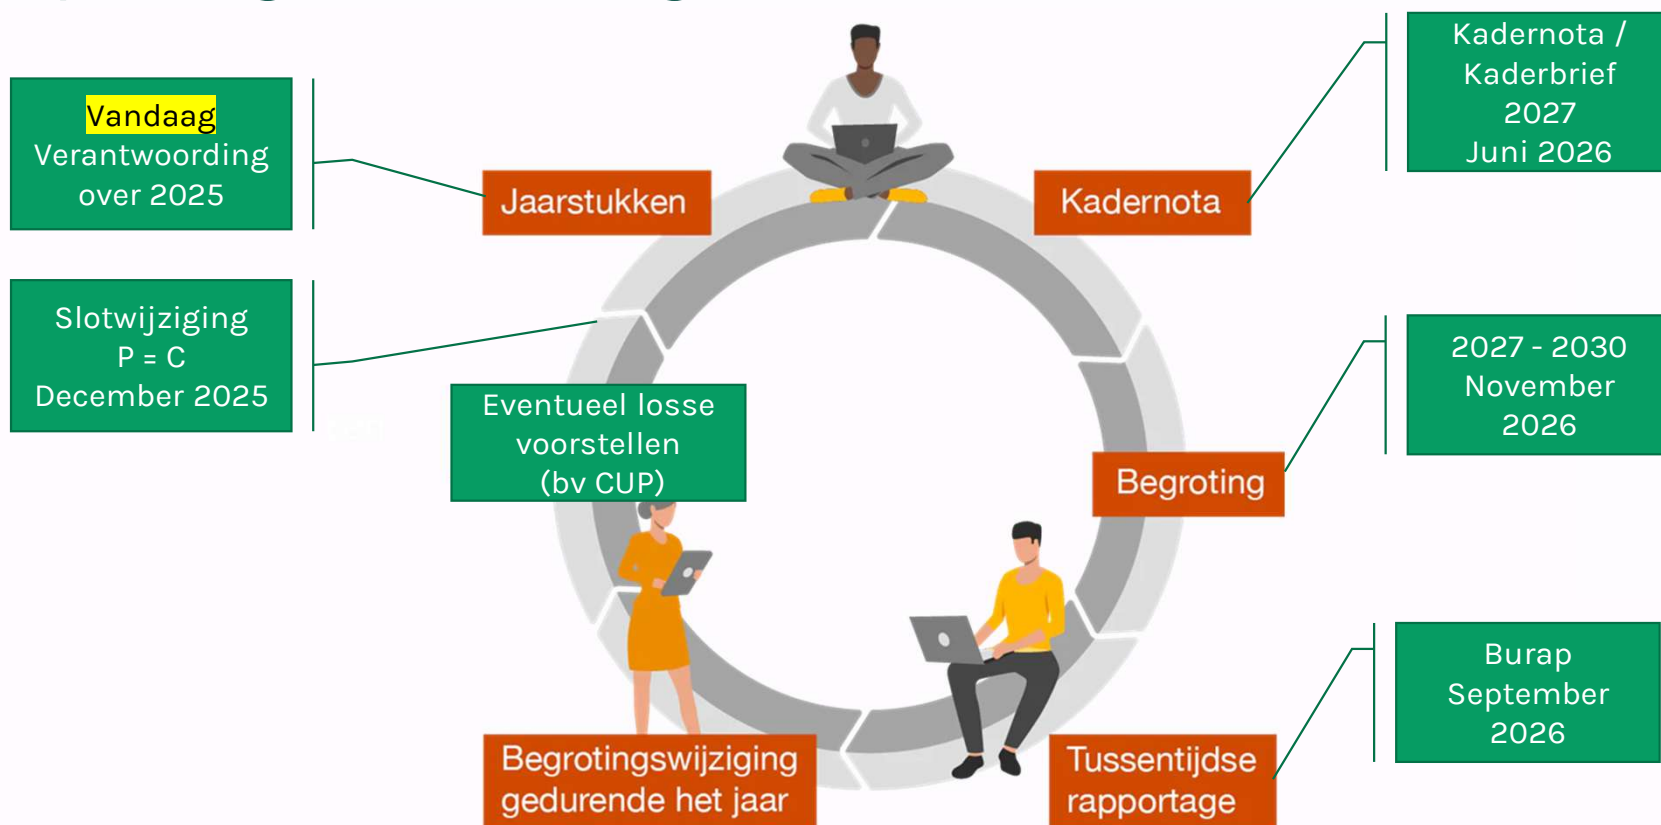 Vandaag
Verantwoording
over 2025
Jaarstukken
Kadernota
Kadernota /
Kaderbrief
2027
Juni 2026
Slotwijziging
P = C
December 2025
Eventueel losse
voorstellen
(bv CUP)
2027 - 2030
November
2026
Begroting
Burap
September
2026
Begrotingswijziging
gedurende het jaar
Tussentijdse
rapportage